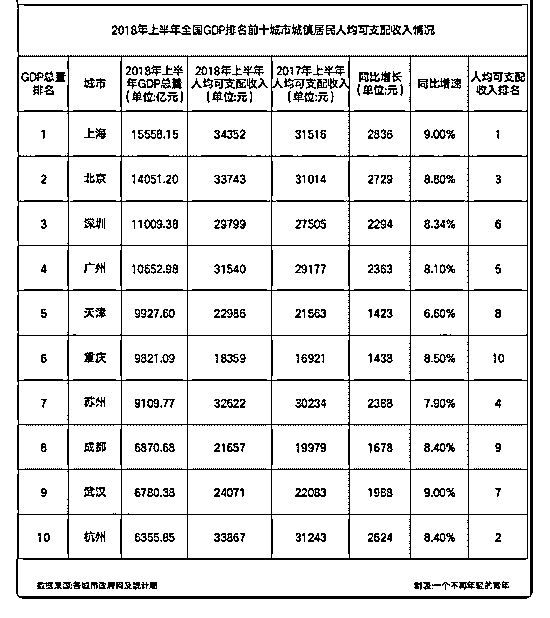 2018年上半年全国GDP排名前十城市城镇居民人均可支配收入情况
GDP总量排名 城市 2018年上半年GDP总量(单位:亿元) 2018年上半年人均可支配收入(单位:元) 2017年上半年人均可支配收入(单位:元) 同比增长(单位:元) 同比增速 人均可支配收入排名
1 上海 15558.15 34352 31516 2836 9.00% 1
2 北京 14051.20 33743 31014 2729 8.80% 3
3 深圳 11009.38 29799 27505 2294 8.34% 6
4 广州 10652.98 31540 29177 2363 8.10% 5
5 天津 9927.60 22986 21563 1423 6.60% 8
6 重庆 9821.09 18359 16921 1438 8.50% 10
7 苏州 9109.77 32622 30234 2388 7.90% 4
8 成都 6870.68 21657 19979 1678 8.40% 9
9 武汉 6780.38 24071 22083 1988 9.00% 7
10 杭州 6355.85 33867 31243 2624 8.40% 2
数据来源:各城市政府网及统计局 制表:一个不再年轻的青年